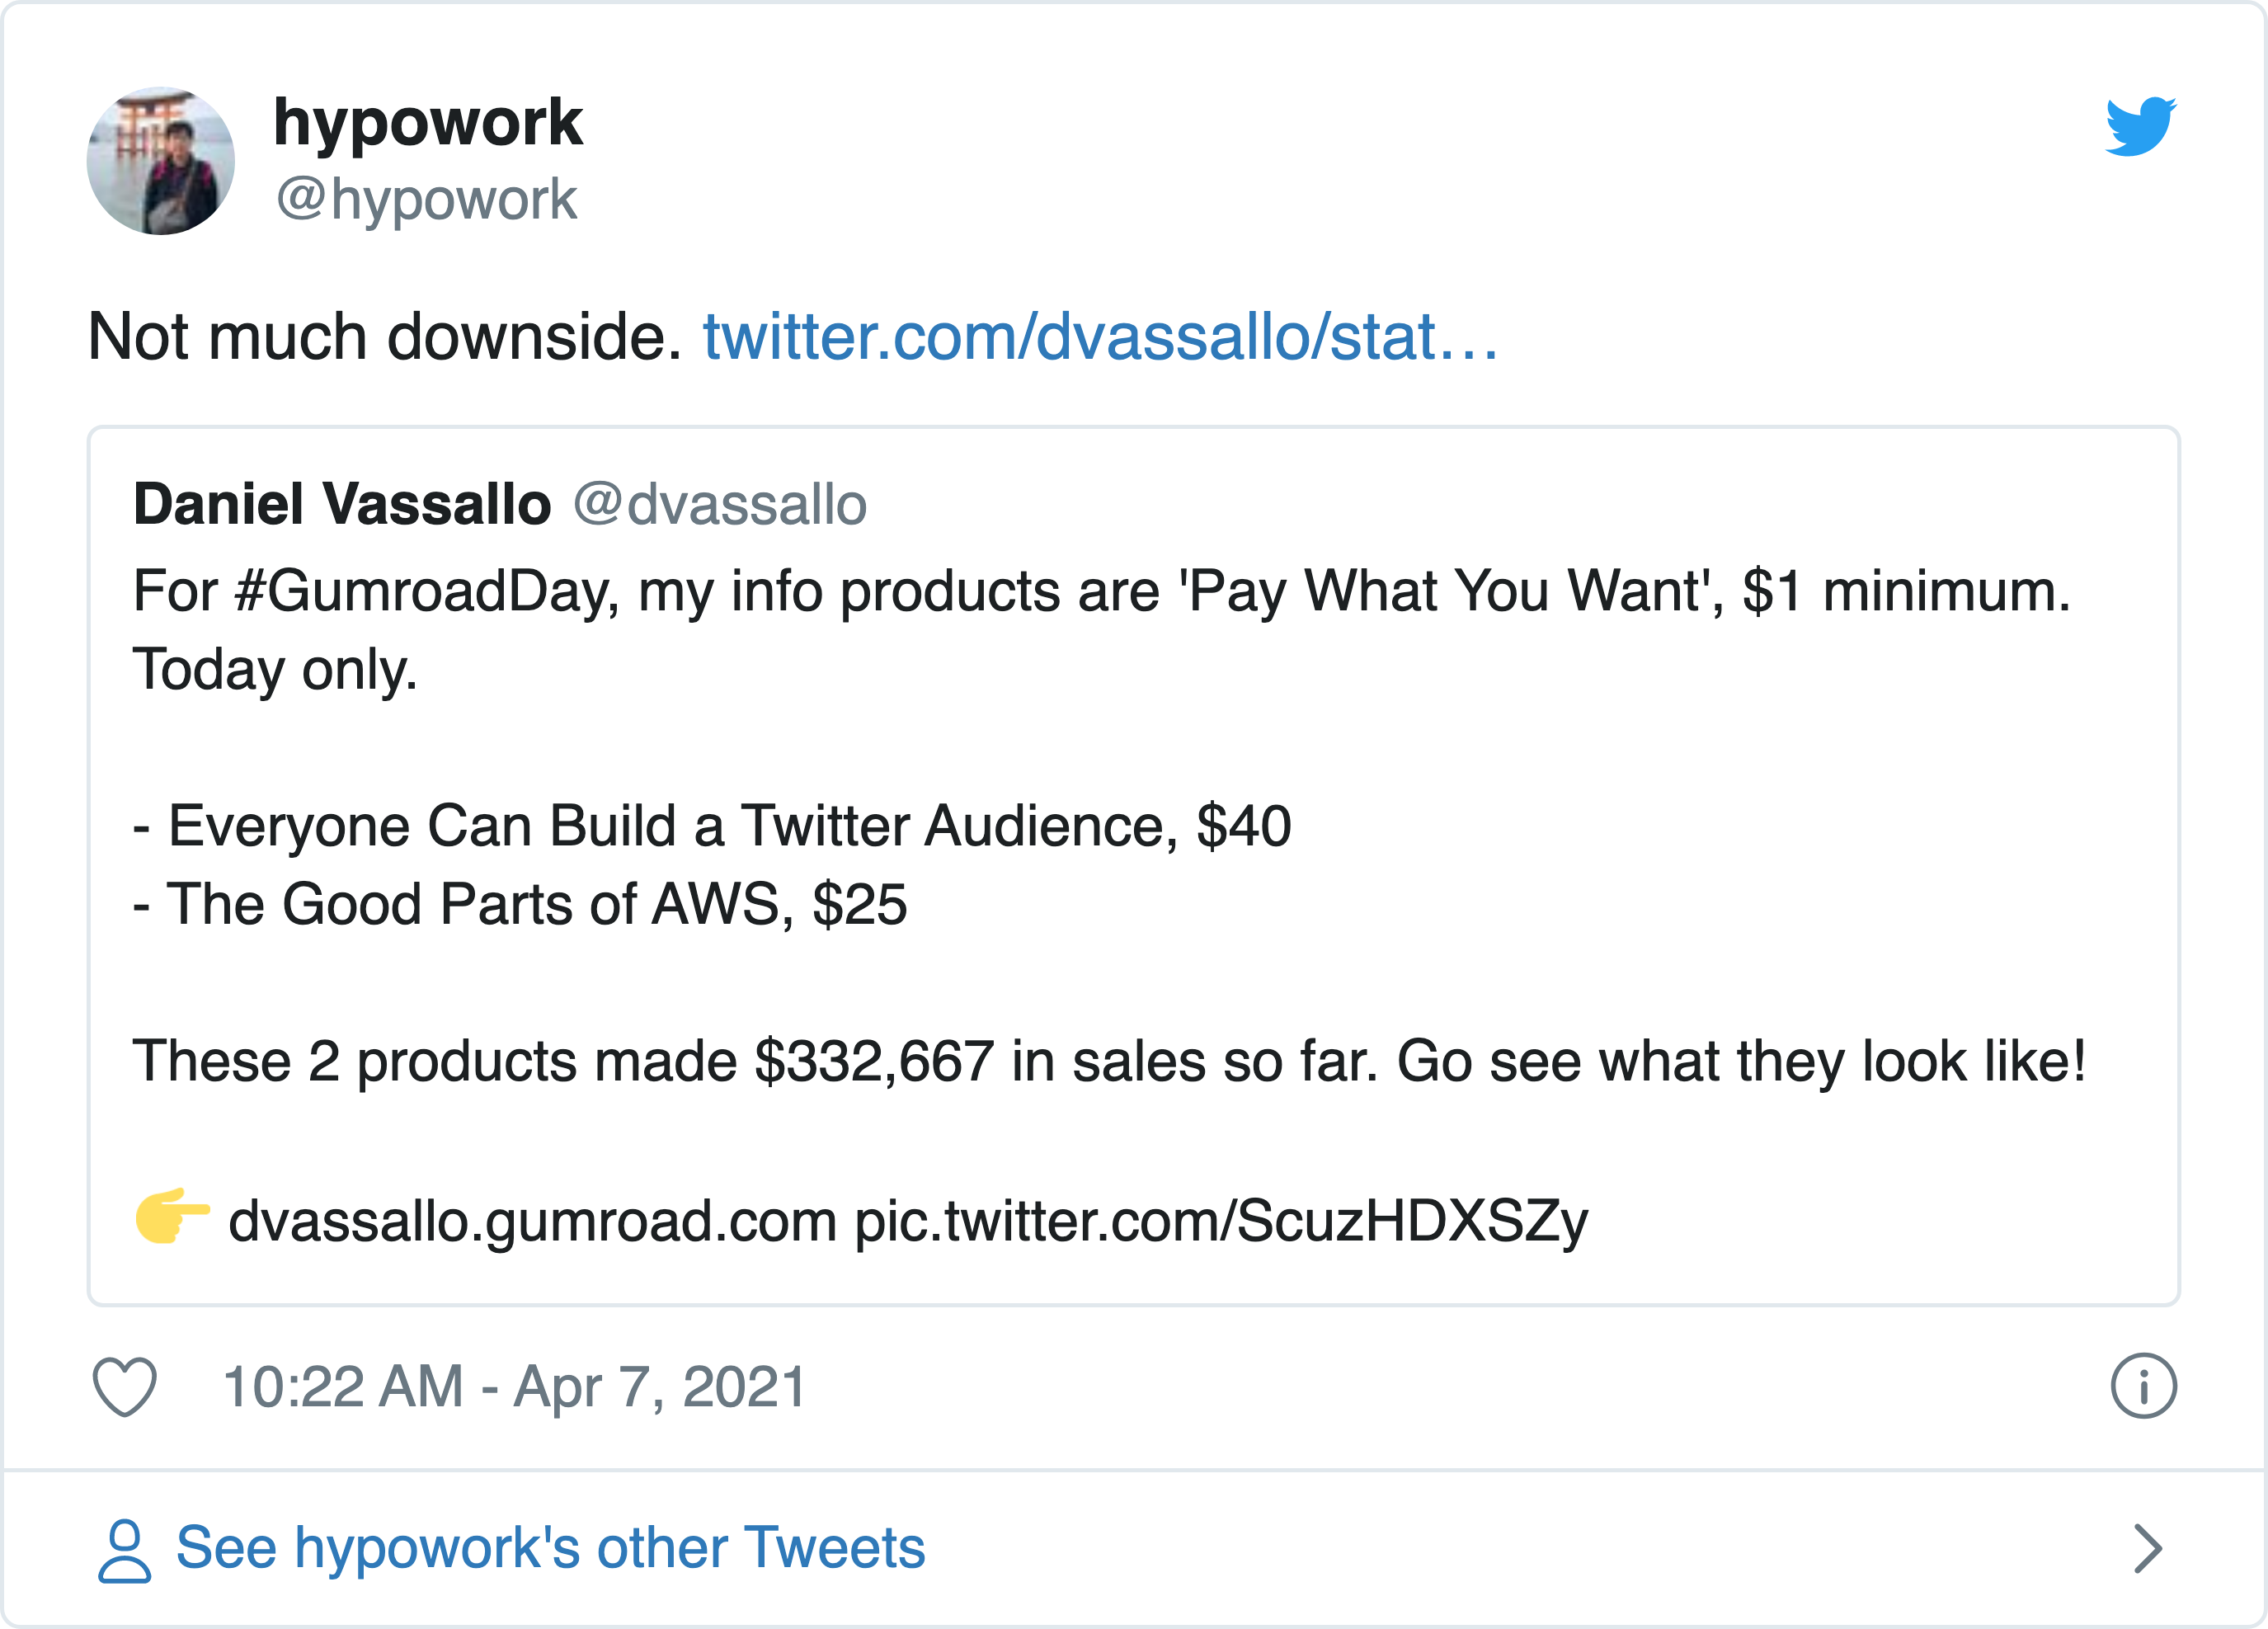 hypowork
@hypowork
Not much downside. twitter.com/dvassallo/stat…
Daniel Vassallo @dvassallo
For #GumroadDay, my info products are 'Pay What You Want', $1 minimum.
Today only.
- Everyone Can Build a Twitter Audience, $40
- The Good Parts of AWS, $25
These 2 products made $332,667 in sales so far. Go see what they look like!
👉 dvassallo.gumroad.com pic.twitter.com/ScuzHDXSZy
10:22 AM - Apr 7, 2021
See hypowork's other Tweets